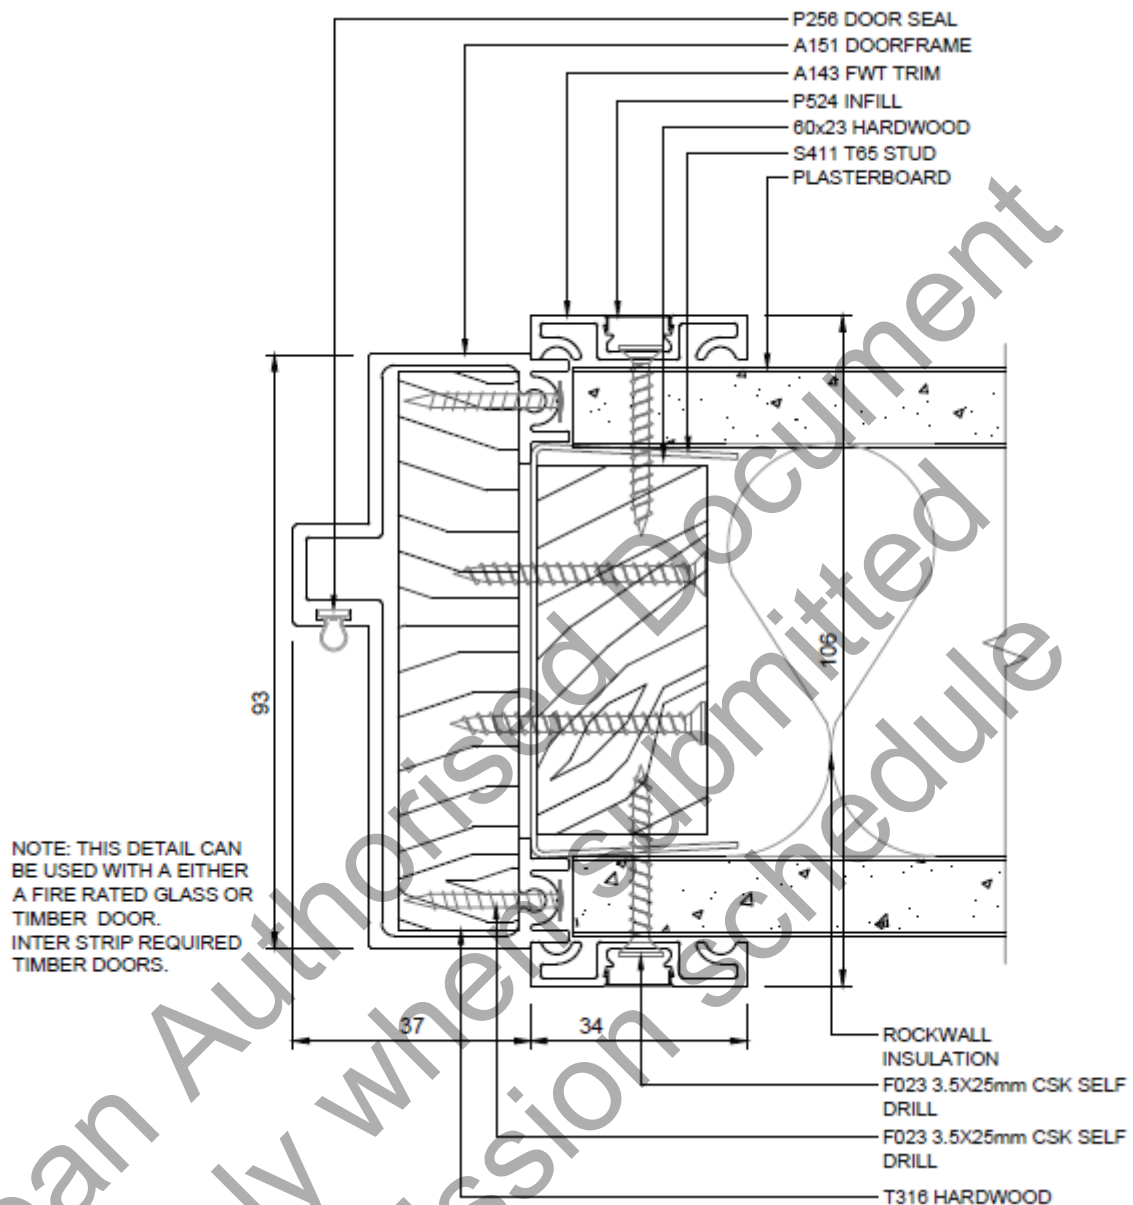 P256 DOOR SEAL
A151 DOORFRAME
A143 FWT TRIM
P524 INFILL
60x23 HARDWOOD
S411 T65 STUD
PLASTERBOARD
93
106
NOTE: THIS DETAIL CAN
BE USED WITH A EITHER
A FIRE RATED GLASS OR
TIMBER DOOR.
INTER STRIP REQUIRED
TIMBER DOORS.
37
34
ROCKWALL
INSULATION
F023 3.5X25mm CSK SELF
DRILL
F023 3.5X25mm CSK SELF
DRILL
T316 HARDWOOD
an Authorised Document
when submitted
ission schedule